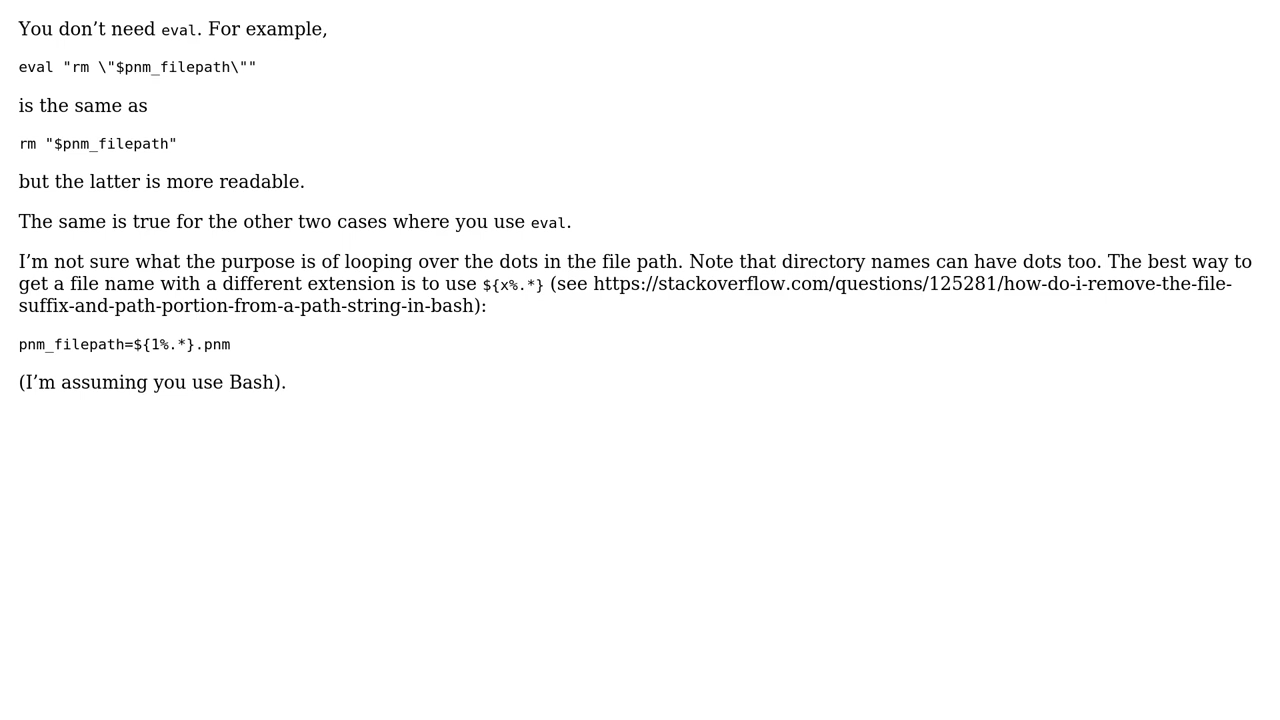 You don’t need eval. For example,
eval "rm \"$pnm_filepath\""
is the same as
rm "$pnm_filepath"
but the latter is more readable.
The same is true for the other two cases where you use eval.
I’m not sure what the purpose is of looping over the dots in the file path. Note that directory names can have dots too. The best way to
get a file name with a different extension is to use ${x%.*} (see https://stackoverflow.com/questions/125281/how-do-i-remove-the-file-
suffix-and-path-portion-from-a-path-string-in-bash):
pnm_filepath=${1%.*}.pnm
(I’m assuming you use Bash).